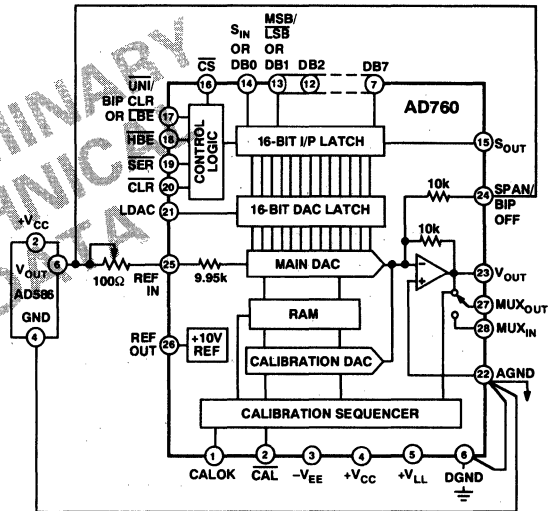 PRELIMINARY
TECHNICAL
DATA
S_IN OR DB0
MSB/LSB OR DB1
DB2
DB7
CS
UNI/BIP CLR OR LBE
HBE
SER
CLR
LDAC
16
14
13
12
7
17
18
19
20
21
CONTROL LOGIC
AD760
16-BIT I/P LATCH
15
S_OUT
16-BIT DAC LATCH
10k
24
SPAN/BIP OFF
10k
+V_CC
2
V_OUT
6
AD586
GND
4
100Ω
REF IN
25
9.95k
MAIN DAC
23
V_OUT
27
MUX_OUT
28
MUX_IN
RAM
REF OUT
26
+10V REF
CALIBRATION DAC
22
AGND
CALIBRATION SEQUENCER
1
2
3
4
5
6
CALOK
CAL
-V_EE
+V_CC
+V_LL
DGND